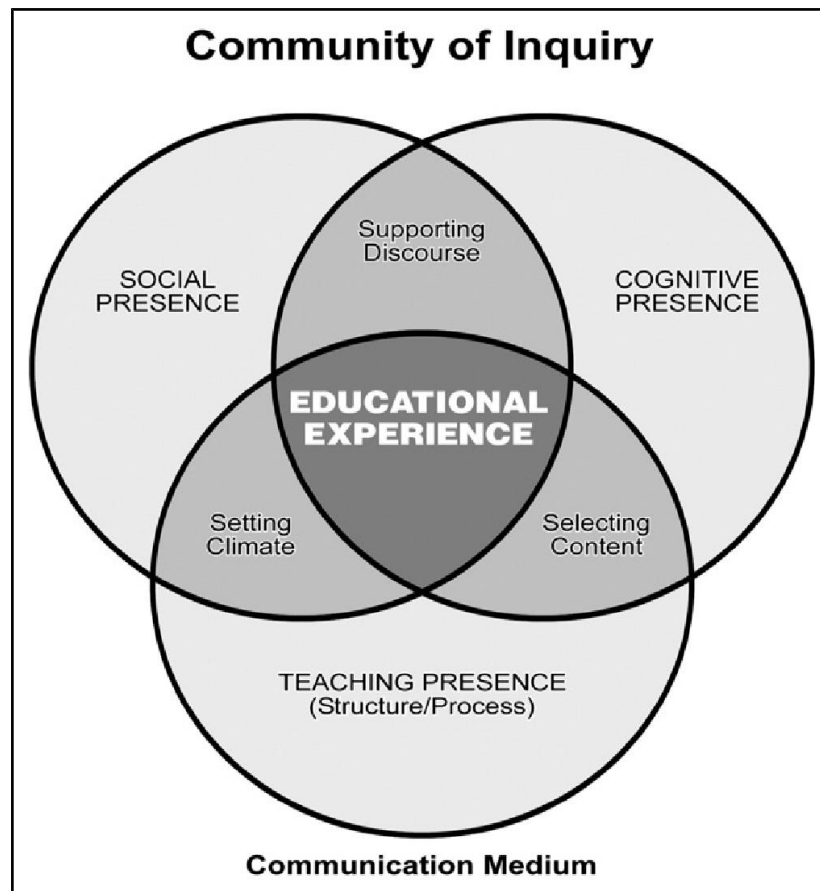 Community of Inquiry
Supporting
Discourse
SOCIAL
PRESENCE
COGNITIVE
PRESENCE
EDUCATIONAL
EXPERIENCE
Setting
Climate
Selecting
Content
TEACHING PRESENCE
(Structure/Process)
Communication Medium